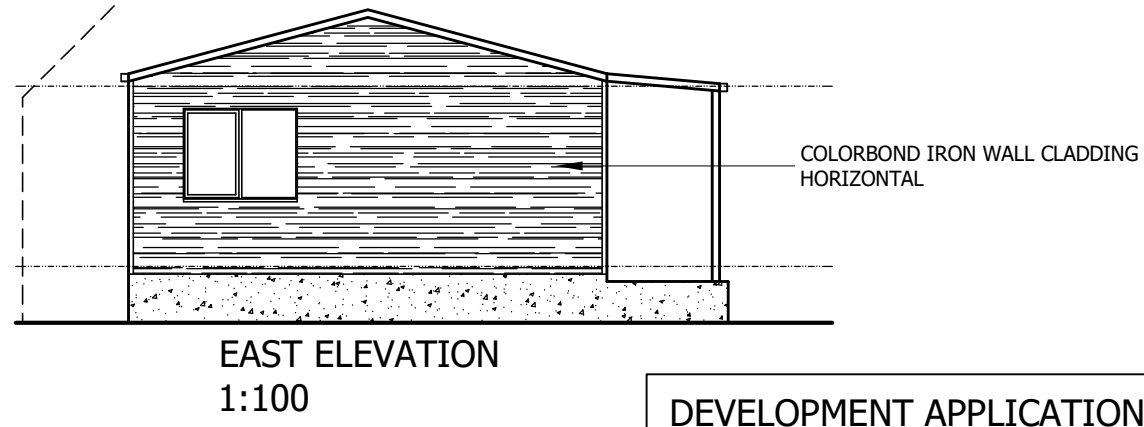 COLORBOND IRON WALL CLADDING
HORIZONTAL
EAST ELEVATION
1:100
DEVELOPMENT APPLICATION